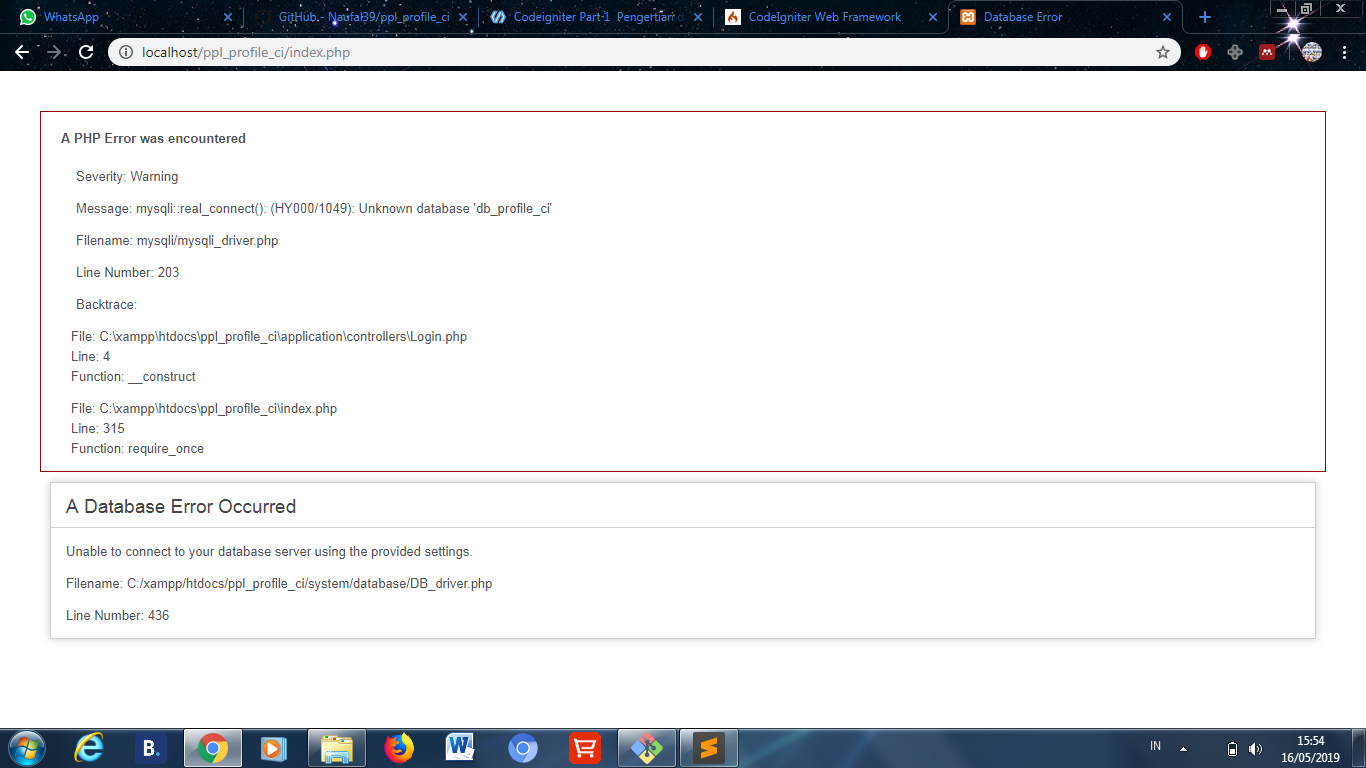 WhatsApp
GitHub - Naufal39/ppl_profile_ci
Codeigniter Part 1 Pengertian d
CodeIgniter Web Framework
Database Error
localhost/ppl_profile_ci/index.php
A PHP Error was encountered
Severity: Warning
Message: mysqli::real_connect(): (HY000/1049): Unknown database 'db_profile_ci'
Filename: mysqli/mysqli_driver.php
Line Number: 203
Backtrace:
File: C:\xampp\htdocs\ppl_profile_ci\application\controllers\Login.php
Line: 4
Function: __construct
File: C:\xampp\htdocs\ppl_profile_ci\index.php
Line: 315
Function: require_once
A Database Error Occurred
Unable to connect to your database server using the provided settings.
Filename: C:/xampp/htdocs/ppl_profile_ci/system/database/DB_driver.php
Line Number: 436
B.
IN
15:54
16/05/2019